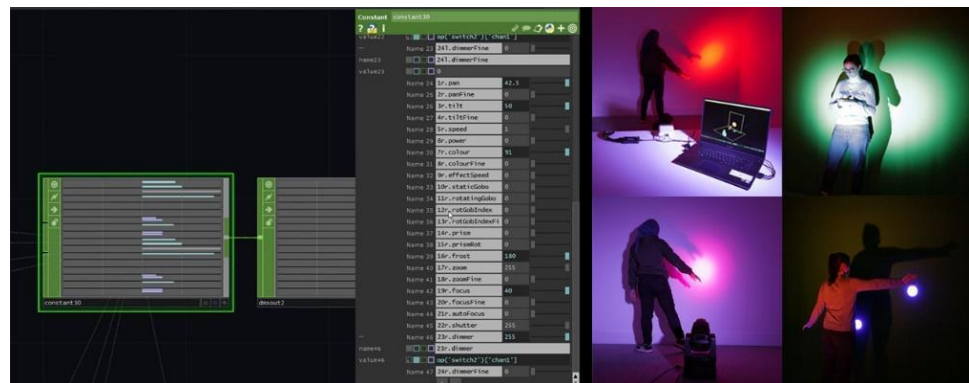 Constant constant30
? i
value22 op('switch2')['chan1']
Name 23 24l.dimmerFine 0
name23 24l.dimmerFine
value23 0
Name 24 1r.pan 42.5
Name 25 2r.panFine 0
Name 26 3r.tilt 50
Name 27 4r.tiltFine 0
Name 28 5r.speed 1
Name 29 6r.power 0
Name 30 7r.colour 91
Name 31 8r.colourFine 0
Name 32 9r.effectSpeed 0
Name 33 10r.staticGobo 0
Name 34 11r.rotatingGobo 0
Name 35 12r.rotGobIndex 0
Name 36 13r.rotGobIndexFi 0
Name 37 14r.prism 0
Name 38 15r.prismRot 0
Name 39 16r.frost 180
Name 40 17r.zoom 255
Name 41 18r.zoomFine 0
Name 42 19r.focus 40
Name 43 20r.focusFine 0
Name 44 21r.autoFocus 0
Name 45 22r.shutter 255
Name 46 23r.dimmer 255
name46 23r.dimmer
value46 op('switch2')['chan1']
Name 47 24r.dimmerFine 0
constant30
dmxout2